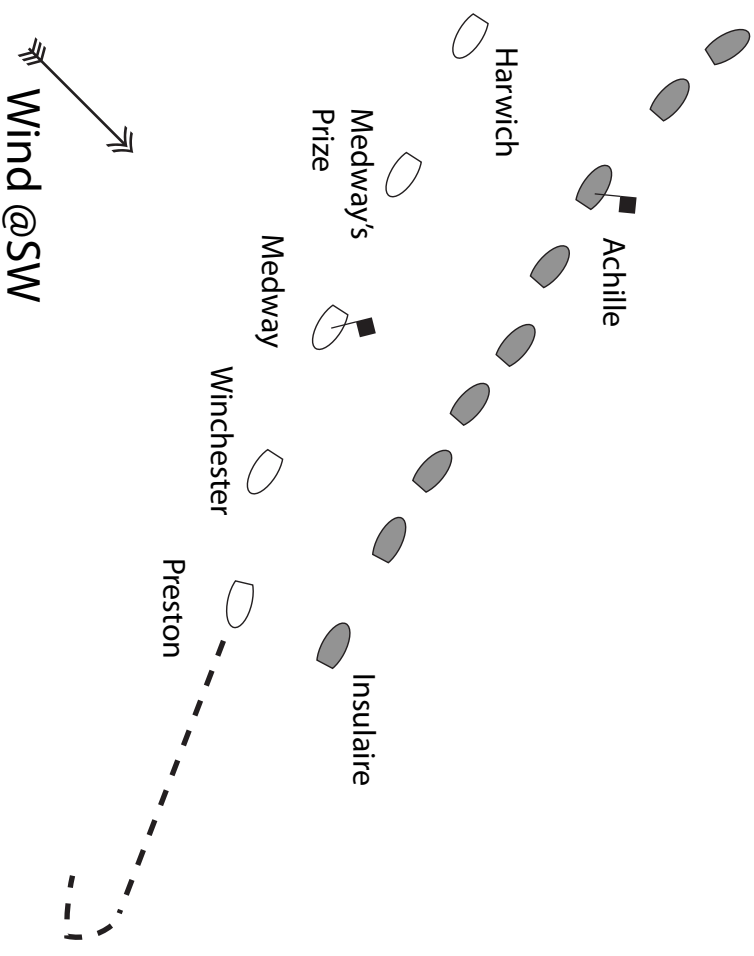 Achille
Harwich
Medway's
Prize
Insulaire
Medway
Winchester
Preston
Wind @SW